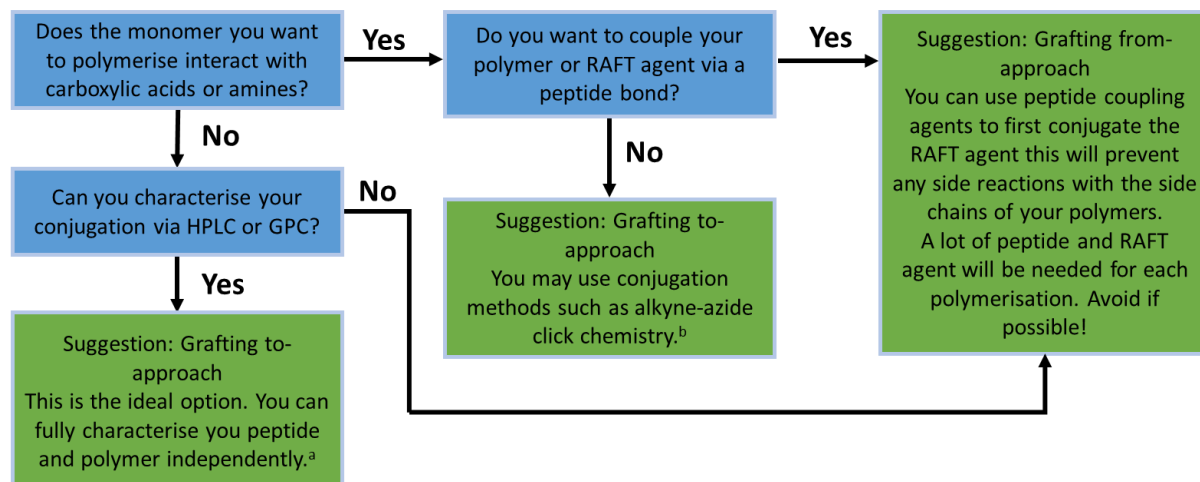 Does the monomer you want
to polymerise interact with
carboxylic acids or amines?
Yes
Do you want to couple your
polymer or RAFT agent via a
peptide bond?
Yes
Suggestion: Grafting from-
approach
You can use peptide coupling
agents to first conjugate the
RAFT agent this will prevent
any side reactions with the side
chains of your polymers.
A lot of peptide and RAFT
agent will be needed for each
polymerisation. Avoid if
possible!
No
No
Can you characterise your
conjugation via HPLC or GPC?
No
Suggestion: Grafting to-
approach
You may use conjugation
methods such as alkyne-azide
click chemistry.ᵇ
Yes
Suggestion: Grafting to-
approach
This is the ideal option. You can
fully characterise you peptide
and polymer independently.ᵃ